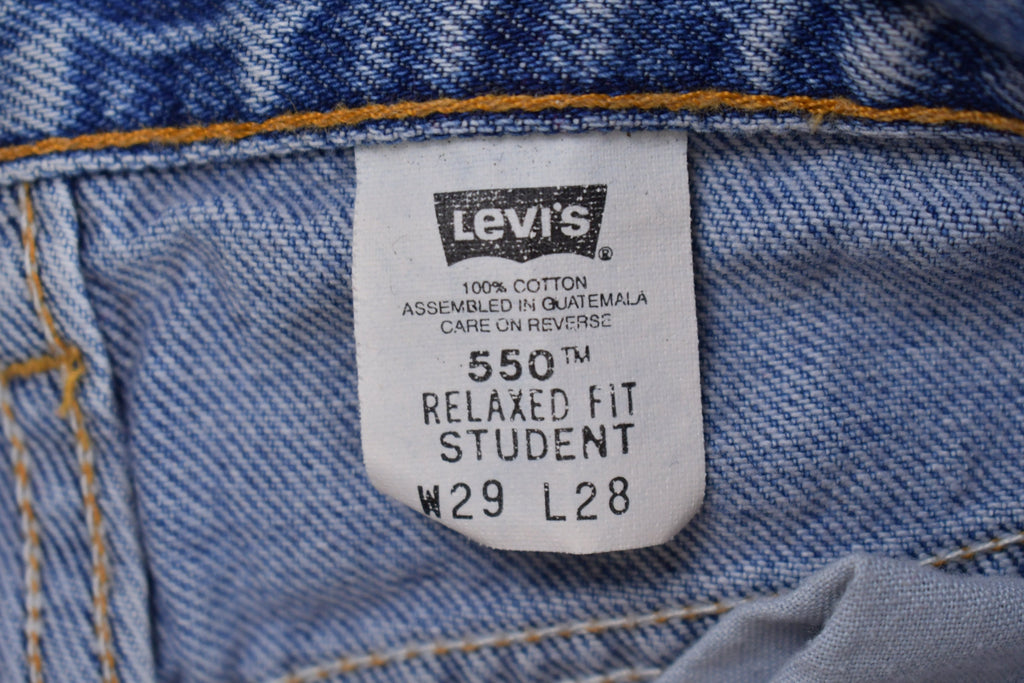 Levi's®
100% COTTON
ASSEMBLED IN GUATEMALA
CARE ON REVERSE
550™
RELAXED FIT
STUDENT
W29 L28